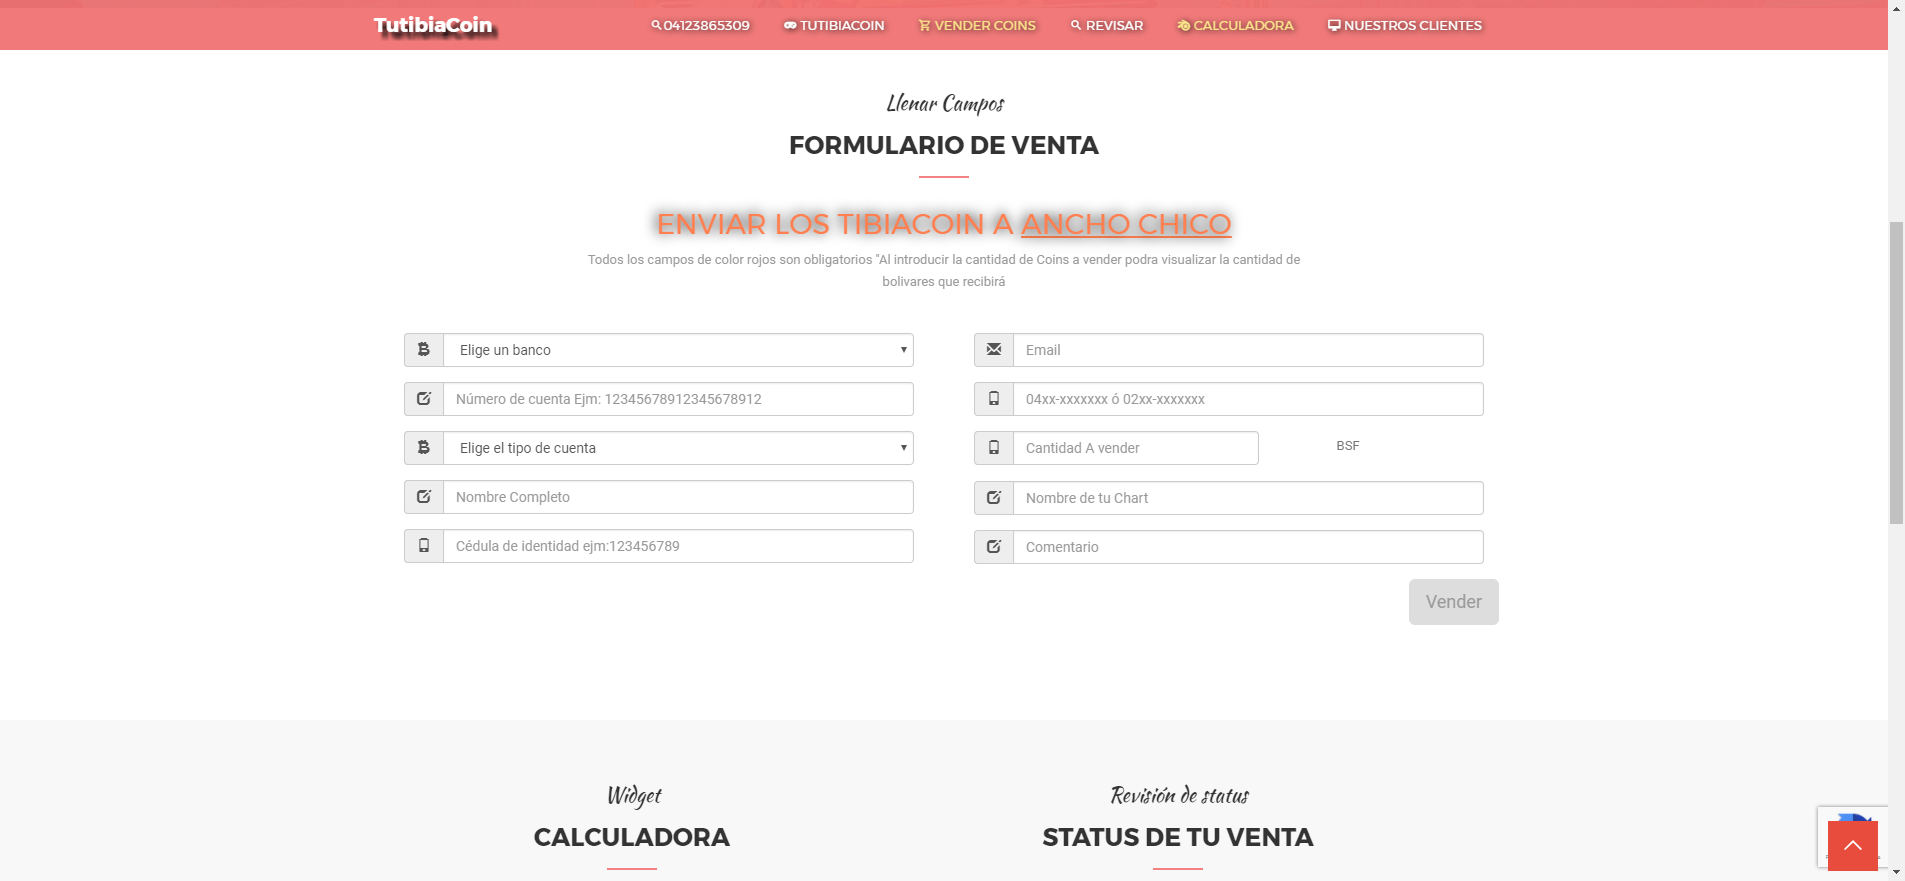 TutibiaCoin
04123865309 TUTIBIACOIN VENDER COINS REVISAR CALCULADORA NUESTROS CLIENTES
Llenar Campos
FORMULARIO DE VENTA
ENVIAR LOS TIBIACOIN A ANCHO CHICO
Todos los campos de color rojos son obligatorios "Al introducir la cantidad de Coins a vender podra visualizar la cantidad de
bolivares que recibirá
Elige un banco
Número de cuenta Ejm: 12345678912345678912
Elige el tipo de cuenta
Nombre Completo
Cédula de identidad ejm:123456789
Email
04xx-xxxxxxx ó 02xx-xxxxxxx
Cantidad A vender
BSF
Nombre de tu Chart
Comentario
Vender
Widget
CALCULADORA
Revisión de status
STATUS DE TU VENTA